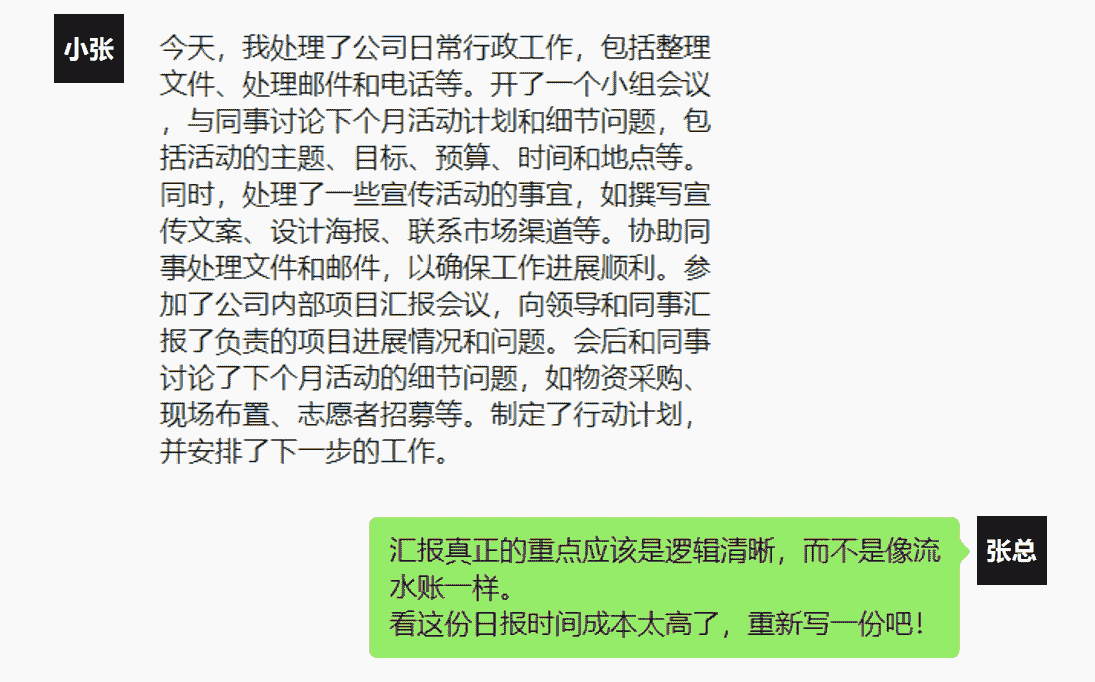 小张
今天，我处理了公司日常行政工作，包括整理
文件、处理邮件和电话等。开了一个小组会议
，与同事讨论下个月活动计划和细节问题，包
括活动的主题、目标、预算、时间和地点等。
同时，处理了一些宣传活动的事宜，如撰写宣
传文案、设计海报、联系市场渠道等。协助同
事处理文件和邮件，以确保工作进展顺利。参
加了公司内部项目汇报会议，向领导和同事汇
报了负责的项目进展情况和问题。会后和同事
讨论了下个月活动的细节问题，如物资采购、
现场布置、志愿者招募等。制定了行动计划，
并安排了下一步的工作。
汇报真正的重点应该是逻辑清晰，而不是像流
水账一样。
看这份日报时间成本太高了，重新写一份吧！
张总